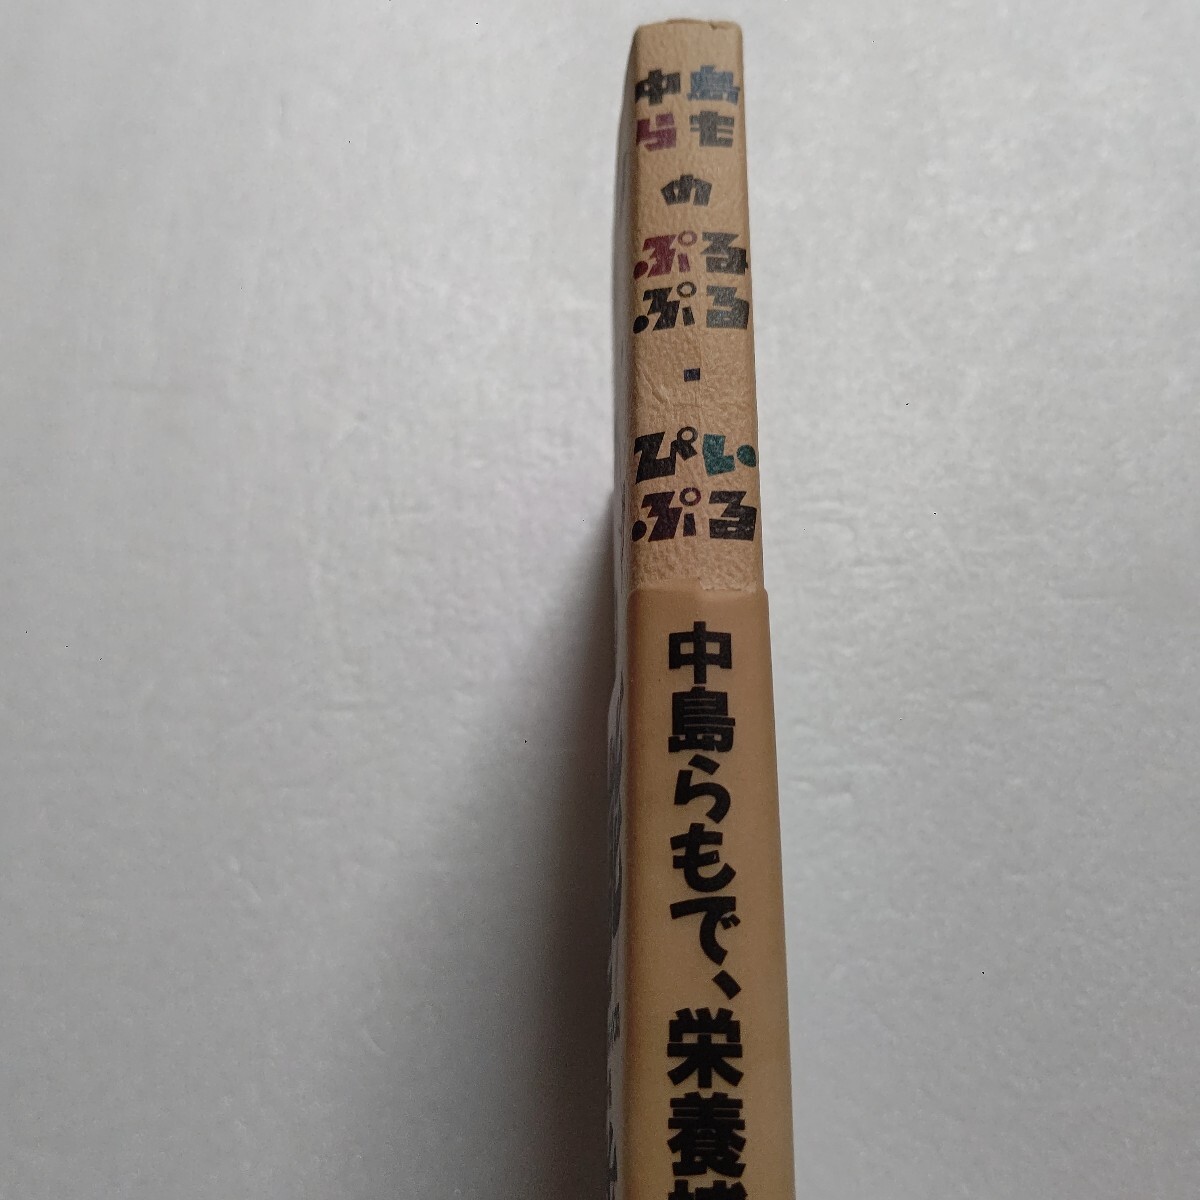 中島
らも
の
ぷる
ぷる
・
ぴい
ぷる
中島らもで、栄養